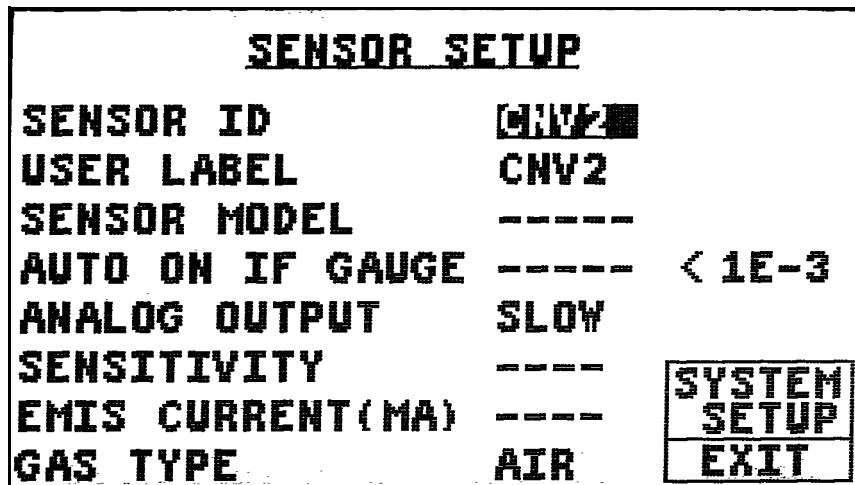 SENSOR SETUP
SENSOR ID CNV2
USER LABEL CNV2
SENSOR MODEL -----
AUTO ON IF GAUGE ----- < 1E-3
ANALOG OUTPUT SLOW
SENSITIVITY ----
EMIS CURRENT(MA) ----
GAS TYPE AIR
SYSTEM
SETUP
EXIT